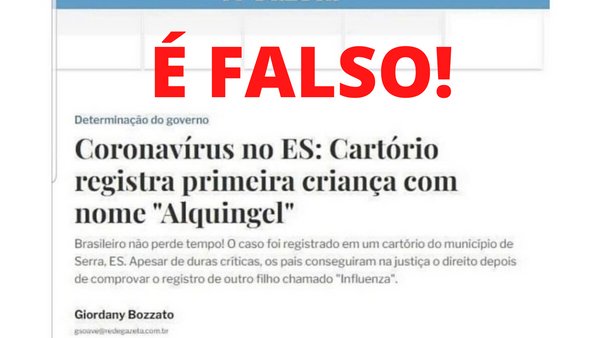 É FALSO!
Determinação do governo
Coronavírus no ES: Cartório
registra primeira criança com
nome "Alquingel"
Brasileiro não perde tempo! O caso foi registrado em um cartório do município de
Serra, ES. Apesar de duras críticas, os pais conseguiram na justiça o direito depois
de comprovar o registro de outro filho chamado "Influenza".
Giordany Bozzato
gsoave@redegazeta.com.br